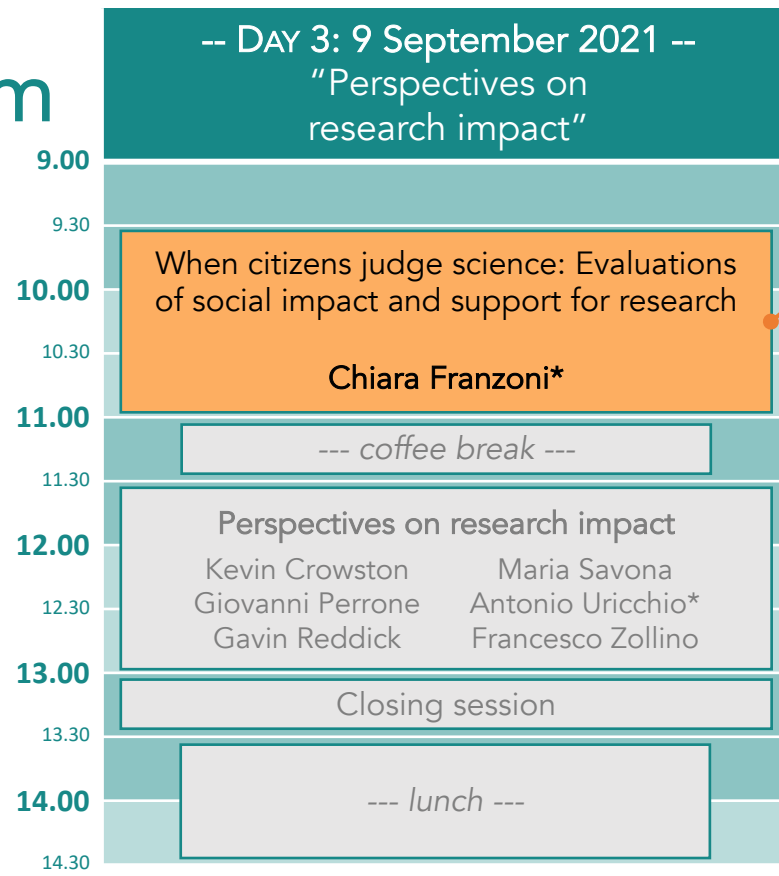 m
-- DAY 3: 9 September 2021 --
"Perspectives on
research impact"
9.00
9.30
When citizens judge science: Evaluations
10.00
of social impact and support for research
10.30
Chiara Franzoni*
11.00
--- coffee break ---
11.30
Perspectives on research impact
12.00
Kevin Crowston Maria Savona
12.30
Giovanni Perrone Antonio Uricchio*
Gavin Reddick Francesco Zollino
13.00
Closing session
13.30
14.00
--- lunch ---
14.30